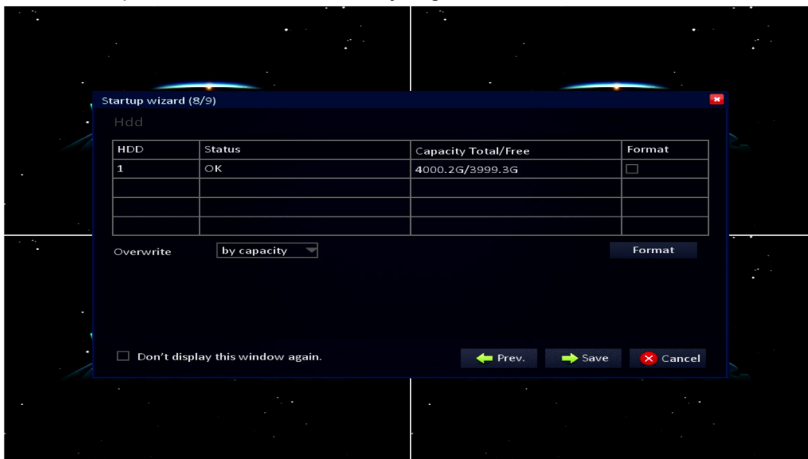 Startup wizard (8/9)
Hdd
HDD Status Capacity Total/Free Format
1 OK 4000.2G/3999.3G
Overwrite by capacity Format
Don't display this window again. Prev. Save Cancel